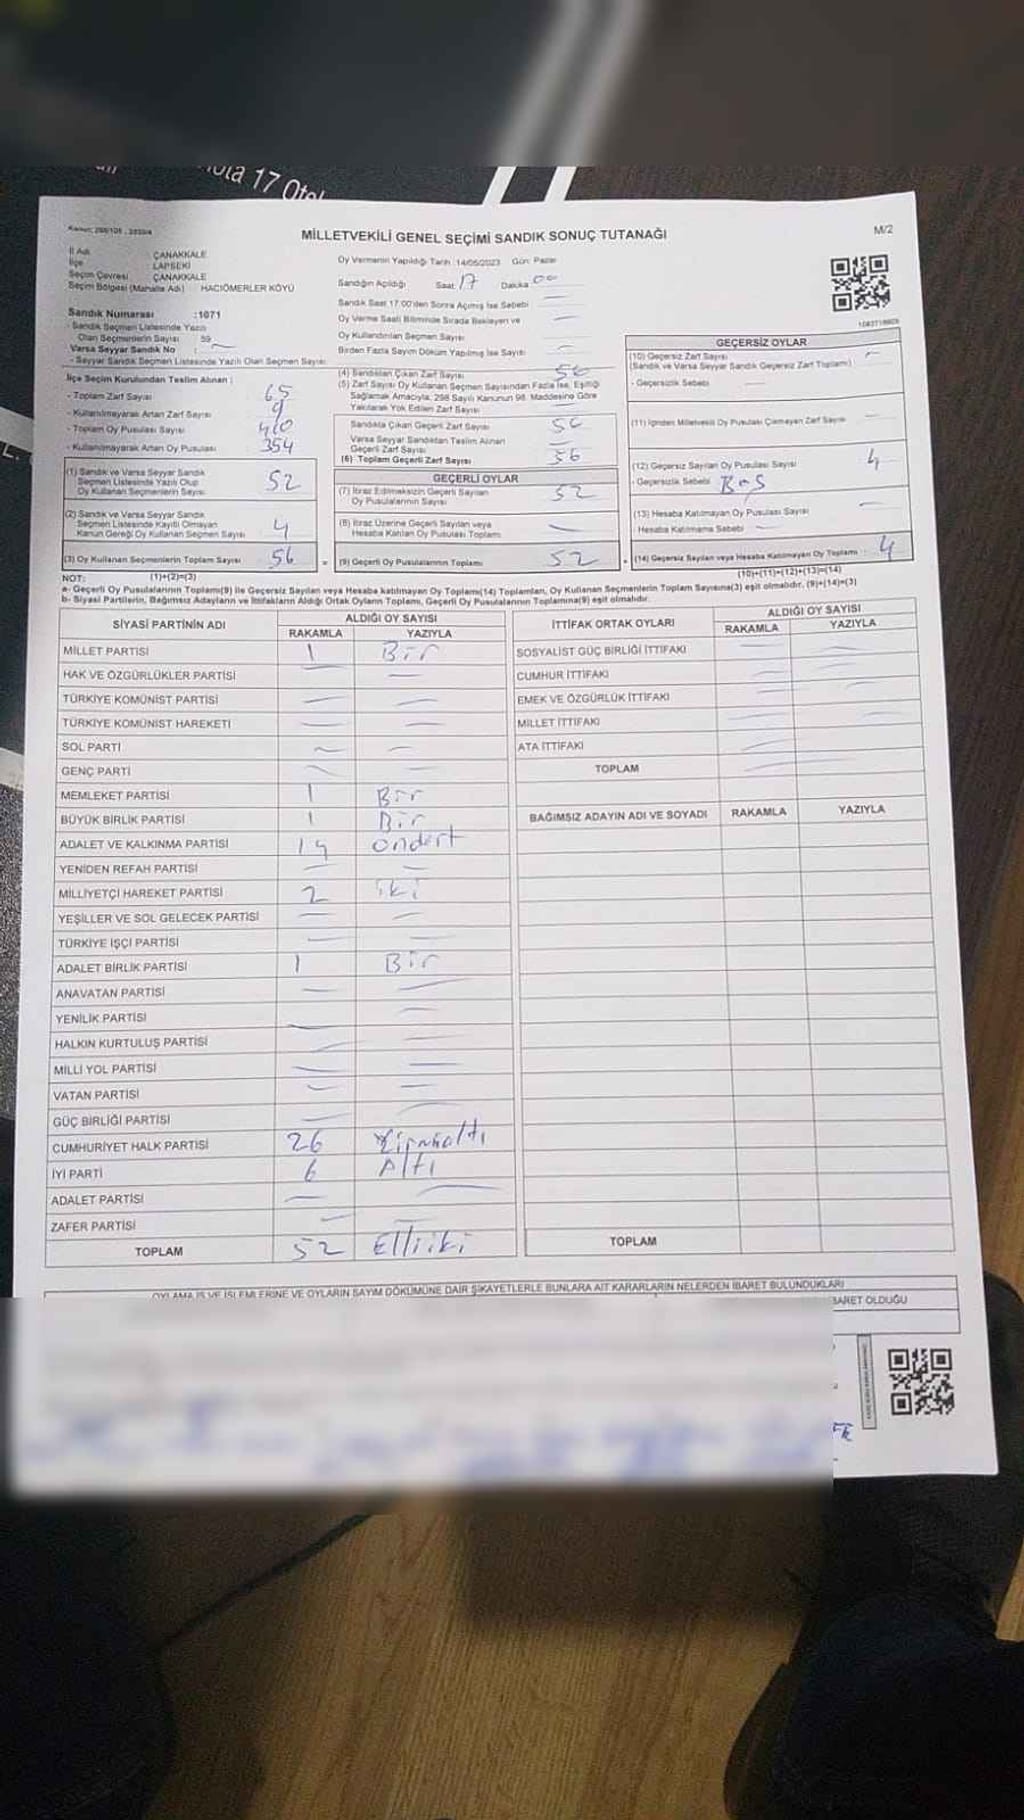 17 Otel
Kanun: 298/105 , 2839/4
MİLLETVEKİLİ GENEL SEÇİMİ SANDIK SONUÇ TUTANAĞI
M/2
İl Adı ÇANAKKALE
İlçe LAPSEKİ
Seçim Çevresi ÇANAKKALE
Seçim Bölgesi (Mahalle Adı) HACIÖMERLER KÖYÜ
Sandık Numarası :1071
- Sandık Seçmen Listesinde Yazılı
Olan Seçmenlerin Sayısı 59
Varsa Seyyar Sandık No :
- Seyyar Sandık Seçmen Listesinde Yazılı Olan Seçmen Sayısı
Oy Vermenin Yapıldığı Tarih :14/05/2023 Gün: Pazar
Sandığın Açıldığı Saat: 17 Dakika 00
Sandık Saat 17:00'den Sonra Açılmış İse Sebebi
Oy Verme Saati Bitiminde Sırada Bekleyen ve
Oy Kullandırılan Seçmen Sayısı
Birden Fazla Sayım Döküm Yapılmış İse Sayısı
İlçe Seçim Kurulundan Teslim Alınan :
- Toplam Zarf Sayısı 65
- Kullanılmayarak Artan Zarf Sayısı 9
- Toplam Oy Pusulası Sayısı 410
- Kullanılmayarak Artan Oy Pusulası 354
(1) Sandık ve Varsa Seyyar Sandık
Seçmen Listesinde Yazılı Olup
Oy Kullanan Seçmenlerin Sayısı 52
(2) Sandık ve Varsa Seyyar Sandık
Seçmen Listesinde Kayıtlı Olmayan
Kanun Gereği Oy Kullanan Seçmen Sayısı 4
(3) Oy Kullanan Seçmenlerin Toplam Sayısı 56
(4) Sandıktan Çıkan Zarf Sayısı 56
(5) Zarf Sayısı Oy Kullanan Seçmen Sayısından Fazla İse, Eşitliği
Sağlamak Amacıyla; 298 Sayılı Kanunun 98. Maddesine Göre
Yakılarak Yok Edilen Zarf Sayısı
Sandıkta Çıkan Geçerli Zarf Sayısı 56
Varsa Seyyar Sandıktan Teslim Alınan
Geçerli Zarf Sayısı
(6) Toplam Geçerli Zarf Sayısı 56
GEÇERLİ OYLAR
(7) İtiraz Edilmeksizin Geçerli Sayılan
Oy Pusulalarının Sayısı 52
(8) İtiraz Üzerine Geçerli Sayılan veya
Hesaba Katılan Oy Pusulası Toplamı
(9) Geçerli Oy Pusulalarının Toplamı 52
GEÇERSİZ OYLAR
(10) Geçersiz Zarf Sayısı
(Sandık ve Varsa Seyyar Sandık Geçersiz Zarf Toplamı)
- Geçersizlik Sebebi
(11) İçinden Milletvekili Oy Pusulası Çıkmayan Zarf Sayısı
(12) Geçersiz Sayılan Oy Pusulası Sayısı 4
- Geçersizlik Sebebi Boş
(13) Hesaba Katılmayan Oy Pusulası Sayısı
- Hesaba Katılmama Sebebi
(14) Geçersiz Sayılan veya Hesaba Katılmayan Oy Toplamı 4
NOT: (1)+(2)=(3) (10)+(11)+(12)+(13)=(14)
a- Geçerli Oy Pusulalarının Toplamı(9) ile Geçersiz Sayılan veya Hesaba katılmayan Oy Toplamı(14) Toplamları, Oy Kullanan Seçmenlerin Toplam Sayısına(3) eşit olmalıdır. (9)+(14)=(3)
b- Siyasi Partilerin, Bağımsız Adayların ve İttifakların Aldığı Ortak Oyların Toplamı, Geçerli Oy Pusulalarının Toplamına(9) eşit olmalıdır.
SİYASİ PARTİNİN ADI ALDIĞI OY SAYISI
RAKAMLA YAZIYLA
MİLLET PARTİSİ 1 Bir
HAK VE ÖZGÜRLÜKLER PARTİSİ
TÜRKİYE KOMÜNİST PARTİSİ
TÜRKİYE KOMÜNİST HAREKETİ
SOL PARTİ
GENÇ PARTİ
MEMLEKET PARTİSİ 1 Bir
BÜYÜK BİRLİK PARTİSİ 1 Bir
ADALET VE KALKINMA PARTİSİ 14 ondört
YENİDEN REFAH PARTİSİ
MİLLİYETÇİ HAREKET PARTİSİ 2 iki
YEŞİLLER VE SOL GELECEK PARTİSİ
TÜRKİYE İŞÇİ PARTİSİ
ADALET BİRLİK PARTİSİ 1 Bir
ANAVATAN PARTİSİ
YENİLİK PARTİSİ
HALKIN KURTULUŞ PARTİSİ
MİLLİ YOL PARTİSİ
VATAN PARTİSİ
GÜÇ BİRLİĞİ PARTİSİ
CUMHURİYET HALK PARTİSİ 26 Yirmialtı
İYİ PARTİ 6 Altı
ADALET PARTİSİ
ZAFER PARTİSİ
TOPLAM 52 Elliiki
İTTİFAK ORTAK OYLARI ALDIĞI OY SAYISI
RAKAMLA YAZIYLA
SOSYALİST GÜÇ BİRLİĞİ İTTİFAKI
CUMHUR İTTİFAKI
EMEK VE ÖZGÜRLÜK İTTİFAKI
MİLLET İTTİFAKI
ATA İTTİFAKI
TOPLAM
BAĞIMSIZ ADAYIN ADI VE SOYADI RAKAMLA YAZIYLA
TOPLAM
OYLAMA İŞ VE İŞLEMLERİNE VE OYLARIN SAYIM DÖKÜMÜNE DAİR ŞİKAYETLERLE BUNLARA AİT KARARLARIN NELERDEN İBARET BULUNDUKLARI
BARET OLDUĞU